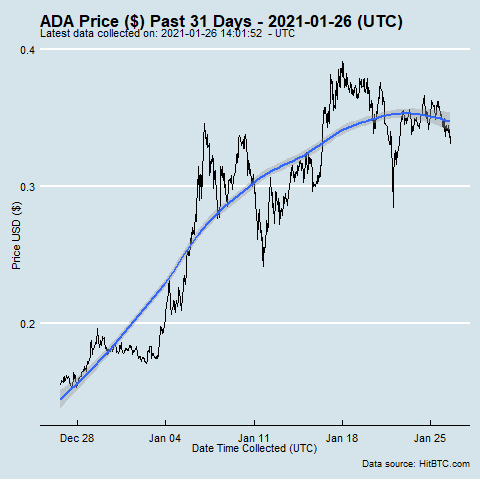 ADA Price ($) Past 31 Days - 2021-01-26 (UTC)
Latest data collected on: 2021-01-26 14:01:52 - UTC
0.4
0.3
0.2
Price USD ($)
Dec 28 Jan 04 Jan 11 Jan 18 Jan 25
Date Time Collected (UTC)
Data source: HitBTC.com